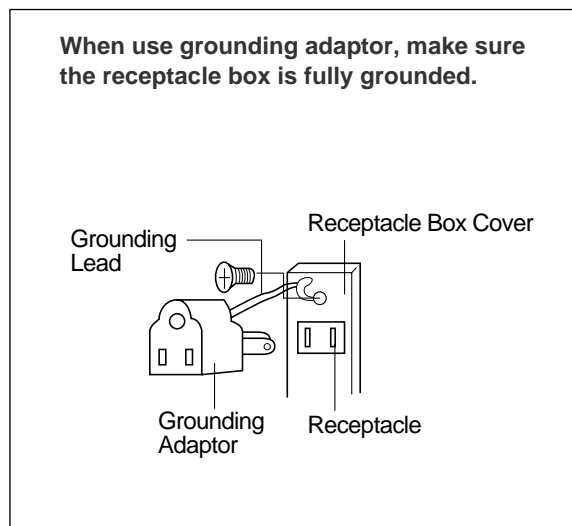 When use grounding adaptor, make sure
the receptacle box is fully grounded.
Receptacle Box Cover
Grounding
Lead
Grounding
Adaptor
Receptacle